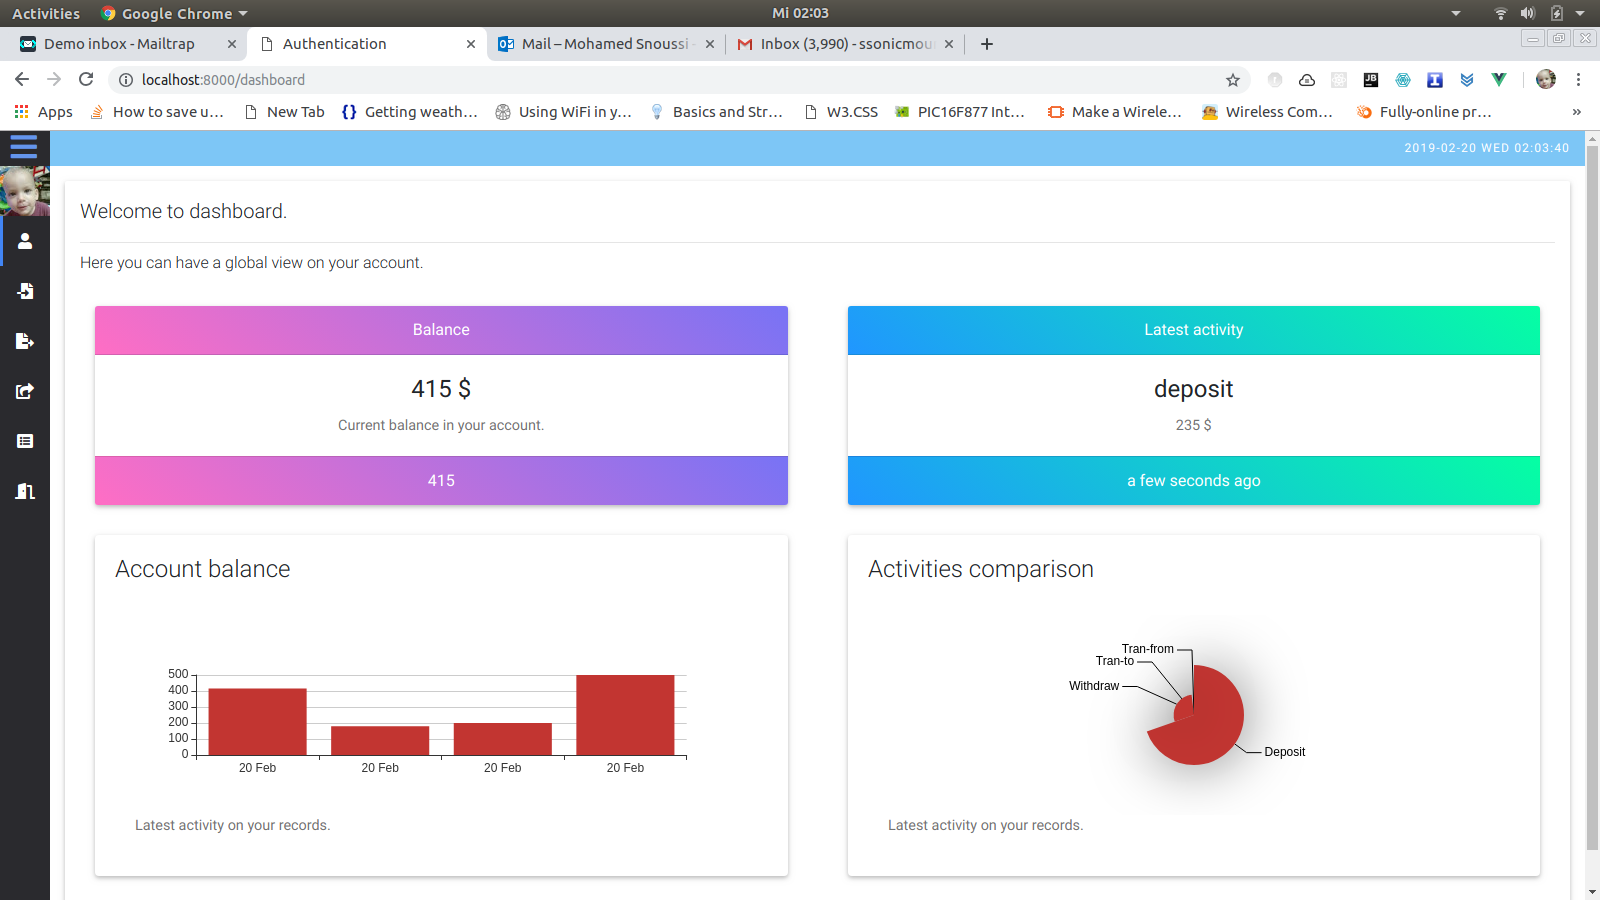 Activities Google Chrome Mi 02:03
Demo inbox - Mailtrap Authentication Mail – Mohamed Snoussi - Inbox (3,990) - ssonicmou
localhost:8000/dashboard
Apps How to save u... New Tab Getting weath... Using WiFi in y... Basics and Str... W3.CSS PIC16F877 Int... Make a Wirele... Wireless Com... Fully-online pr... »
2019-02-20 WED 02:03:40
Welcome to dashboard.
Here you can have a global view on your account.
Balance
415 $
Current balance in your account.
415
Latest activity
deposit
235 $
a few seconds ago
Account balance
500
400
300
200
100
0
20 Feb 20 Feb 20 Feb 20 Feb
Latest activity on your records.
Activities comparison
Tran-from
Tran-to
Withdraw
Deposit
Latest activity on your records.